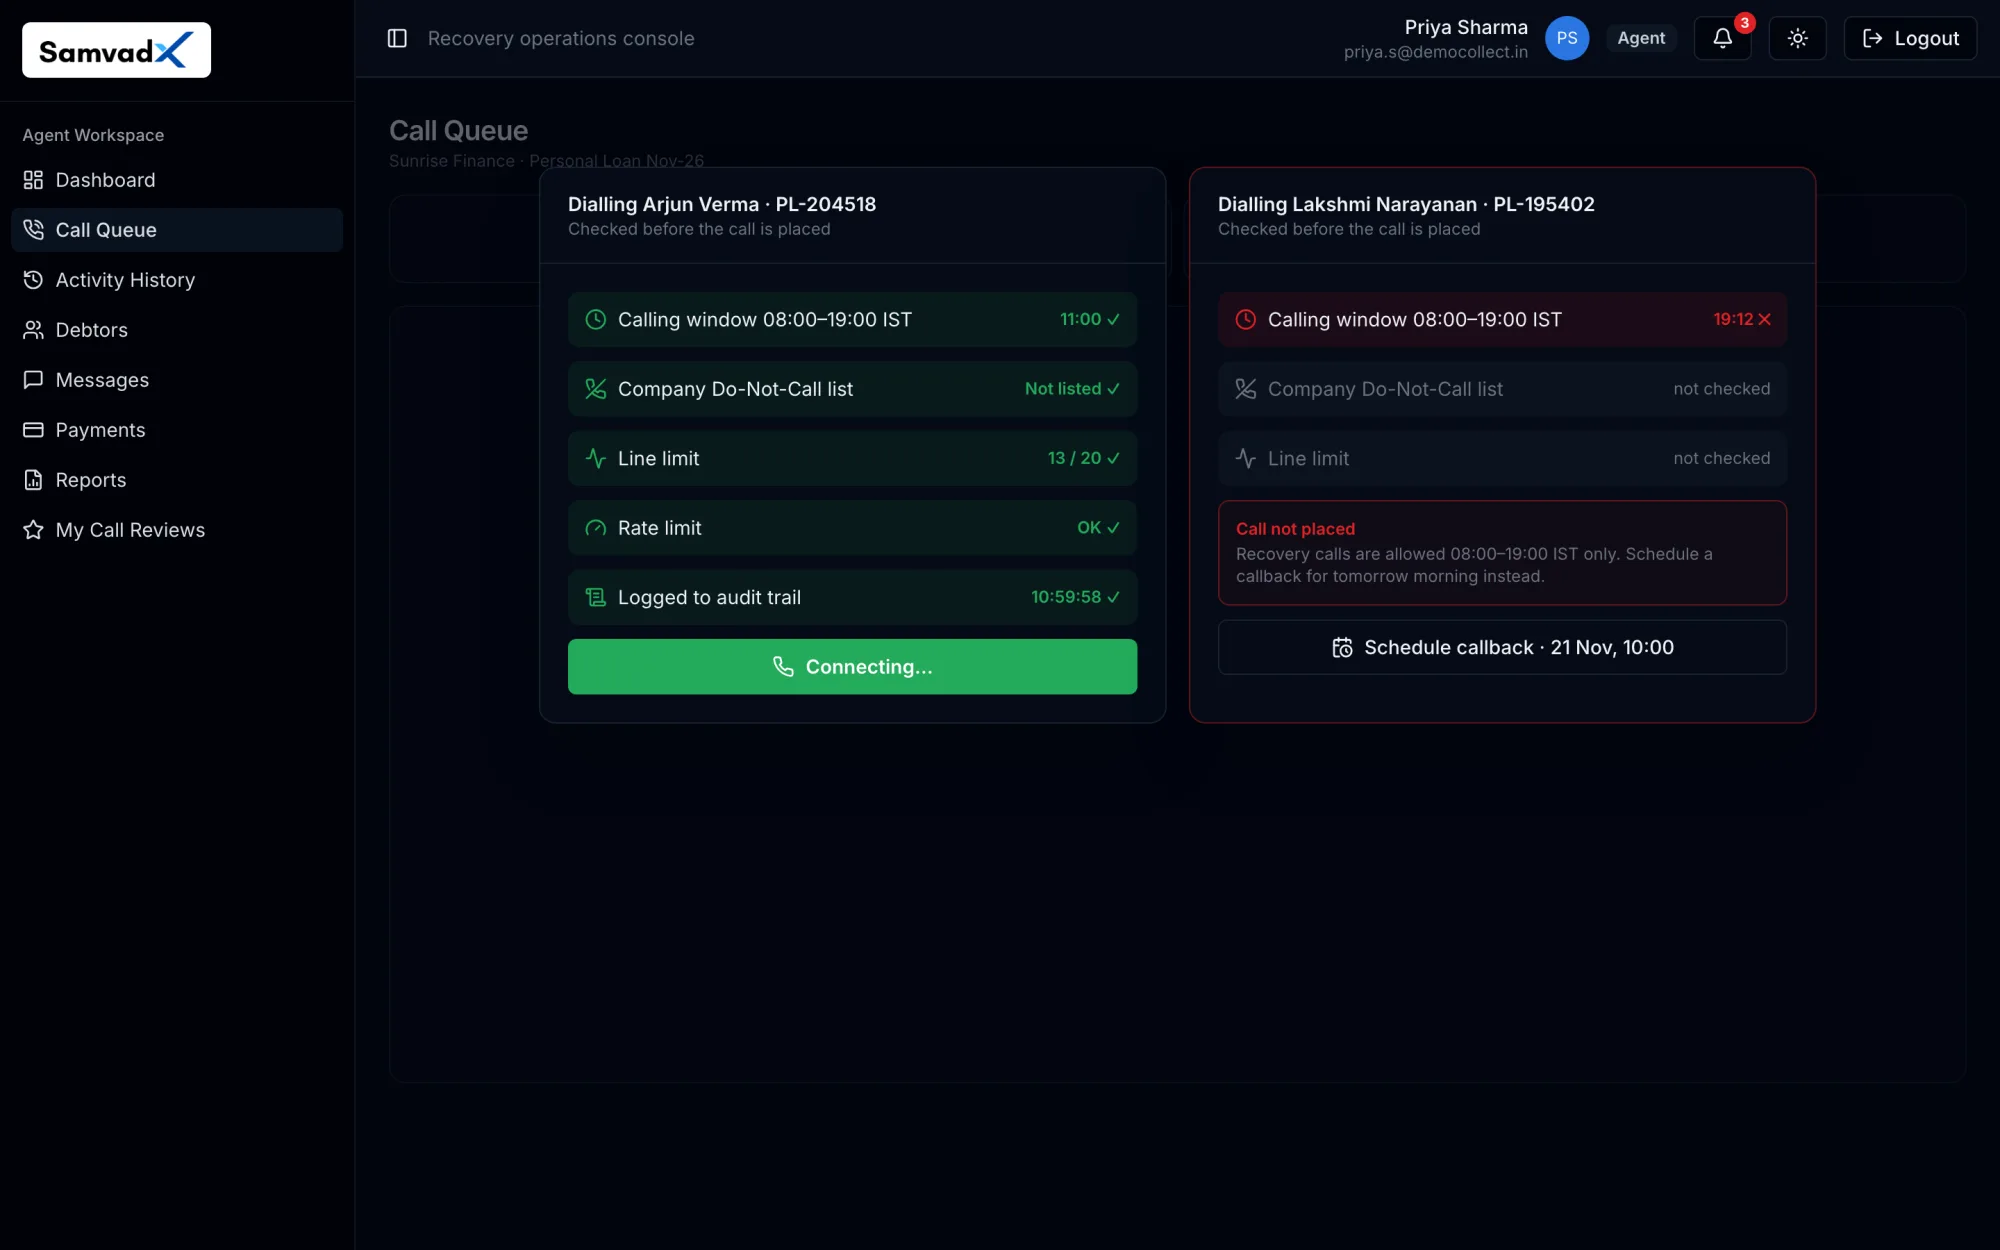 SamvadX
Recovery operations console
Priya Sharma
priya.s@democollect.in
PS
Agent
3
Logout
Agent Workspace
Dashboard
Call Queue
Activity History
Debtors
Messages
Payments
Reports
My Call Reviews
Call Queue
Sunrise Finance · Personal Loan Nov-26
Dialling Arjun Verma · PL-204518
Checked before the call is placed
Calling window 08:00–19:00 IST 11:00 ✓
Company Do-Not-Call list Not listed ✓
Line limit 13 / 20 ✓
Rate limit OK ✓
Logged to audit trail 10:59:58 ✓
Connecting…
Dialling Lakshmi Narayanan · PL-195402
Checked before the call is placed
Calling window 08:00–19:00 IST 19:12 ✕
Company Do-Not-Call list not checked
Line limit not checked
Call not placed
Recovery calls are allowed 08:00–19:00 IST only. Schedule a
callback for tomorrow morning instead.
Schedule callback · 21 Nov, 10:00